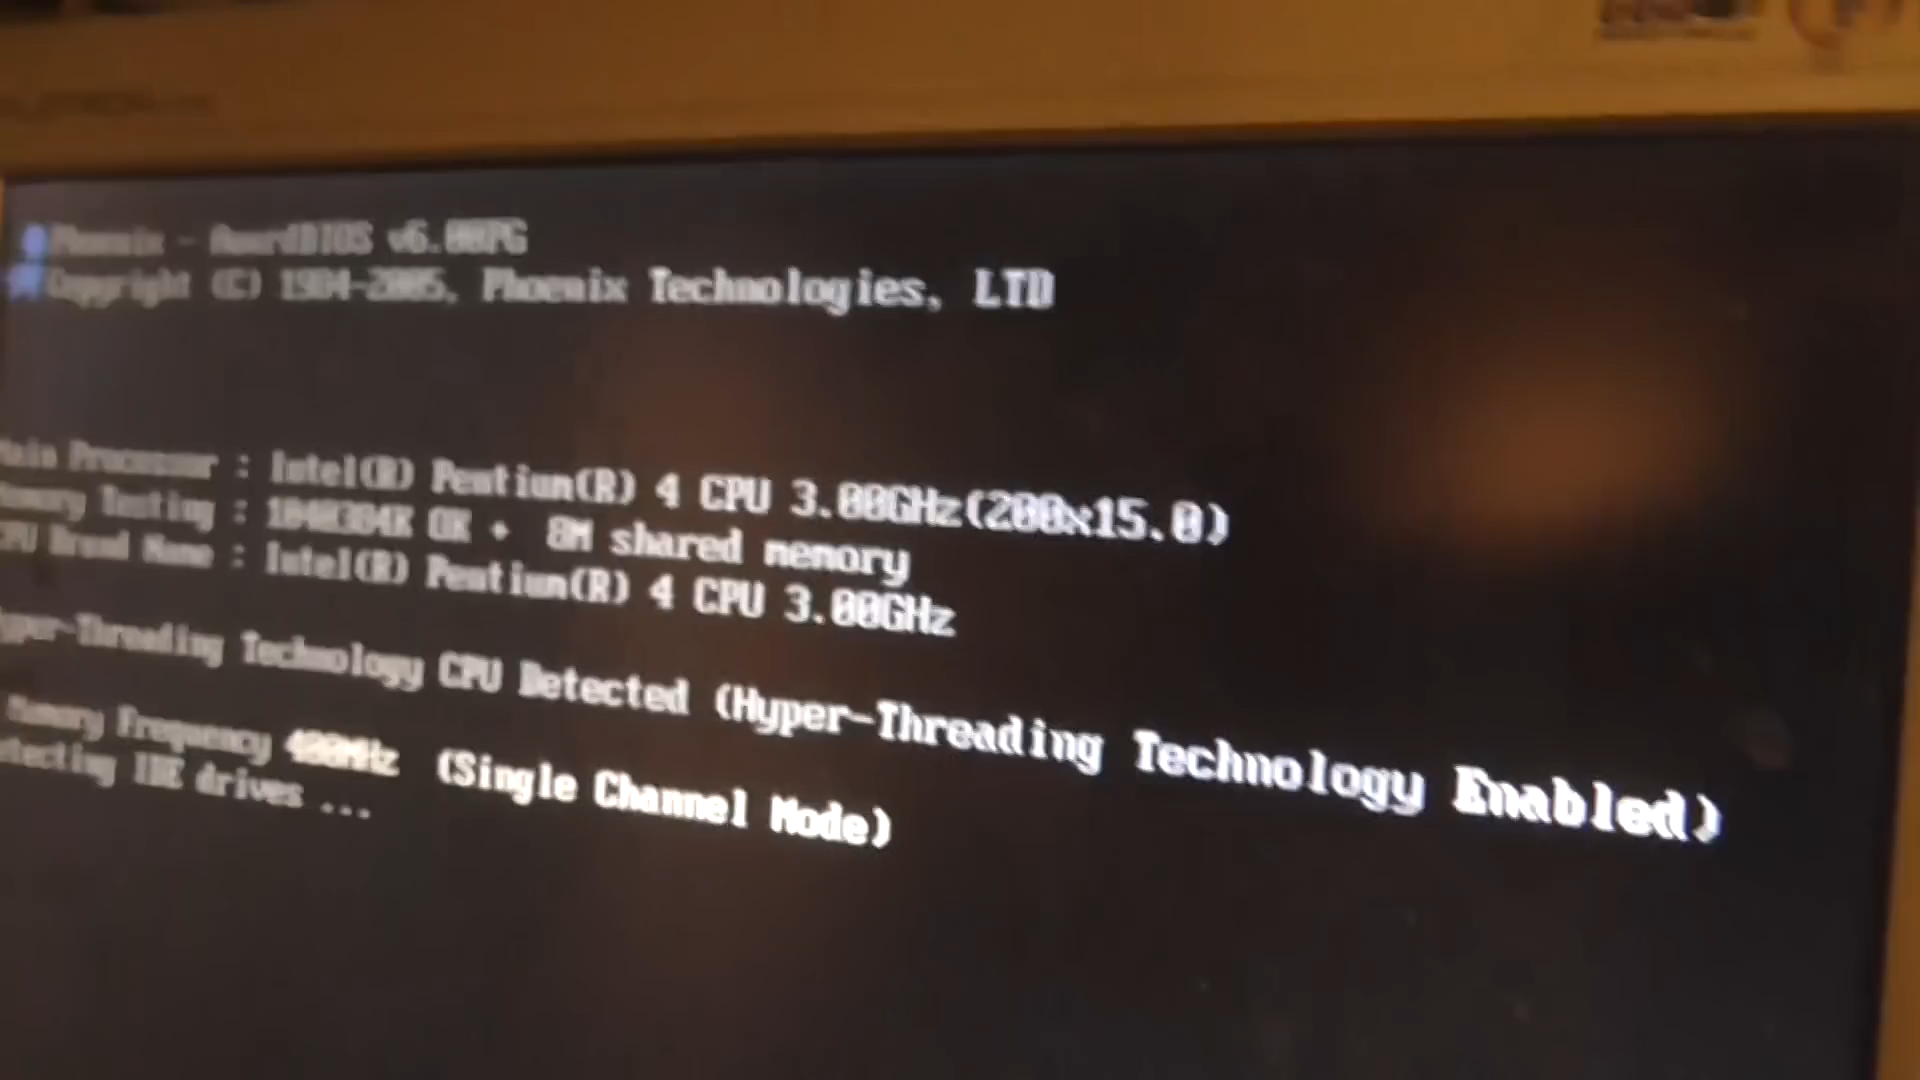 Phoenix - AwardBIOS v6.00PG
Copyright (C) 1984-2005, Phoenix Technologies, LTD
Main Processor : Intel(R) Pentium(R) 4 CPU 3.00GHz(200x15.0)
Memory Testing : 1040384K OK + 8M shared memory
CPU Brand Name : Intel(R) Pentium(R) 4 CPU 3.00GHz
Hyper-Threading Technology CPU Detected (Hyper-Threading Technology Enabled)
Memory Frequency 400MHz (Single Channel Mode)
Detecting IDE drives ...